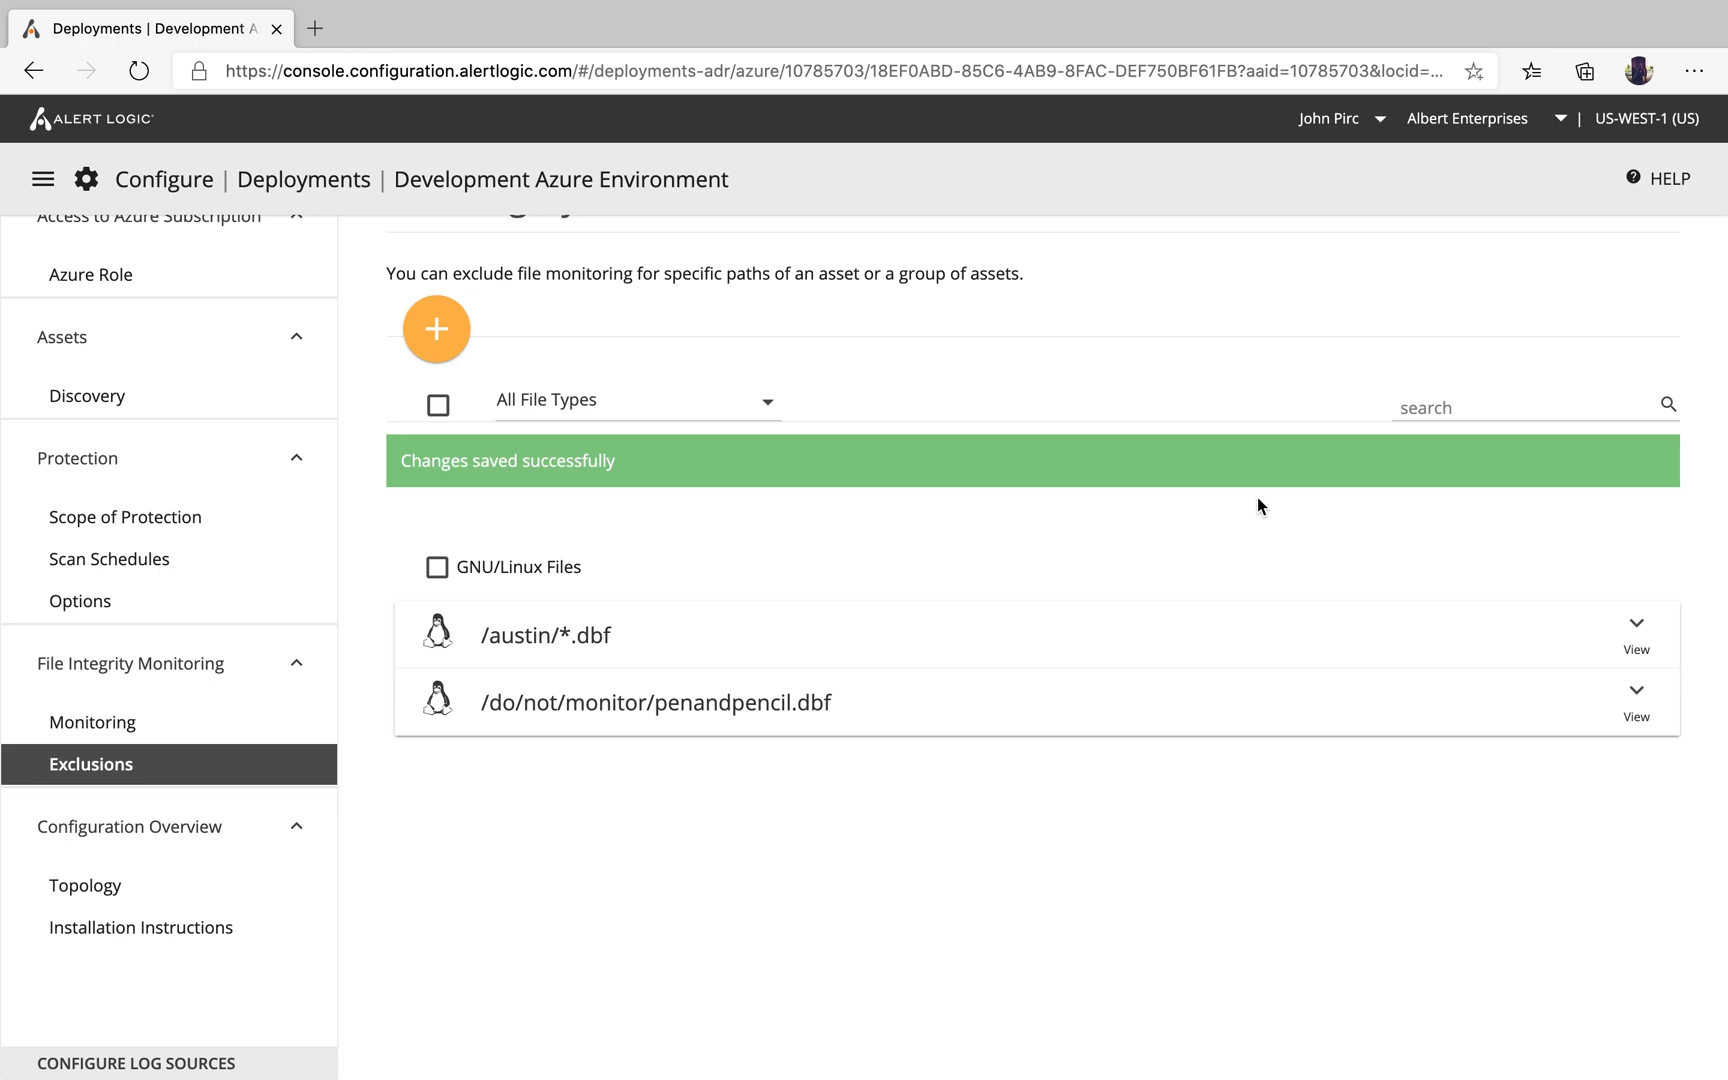 Deployments | Development A
https://console.configuration.alertlogic.com/#/deployments-adr/azure/10785703/18EF0ABD-85C6-4AB9-8FAC-DEF750BF61FB?aaid=10785703&locid=...
ALERT LOGIC
John Pirc
Albert Enterprises
| US-WEST-1 (US)
Configure | Deployments | Development Azure Environment
HELP
Access to Azure Subscription
Azure Role
Assets
Discovery
Protection
Scope of Protection
Scan Schedules
Options
File Integrity Monitoring
Monitoring
Exclusions
Configuration Overview
Topology
Installation Instructions
CONFIGURE LOG SOURCES
You can exclude file monitoring for specific paths of an asset or a group of assets.
All File Types
search
Changes saved successfully
GNU/Linux Files
/austin/*.dbf
View
/do/not/monitor/penandpencil.dbf
View